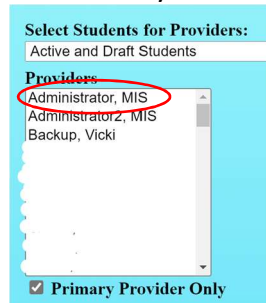 Select Students for Providers:
Active and Draft Students
Providers
Administrator, MIS
Administrator2, MIS
Backup, Vicki
Primary Provider Only